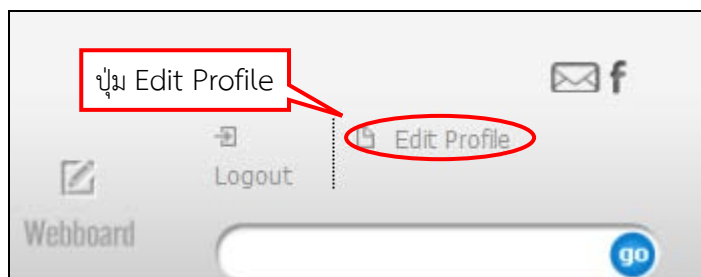 ปุ่ม Edit Profile
f
Edit Profile
Logout
Webboard
go